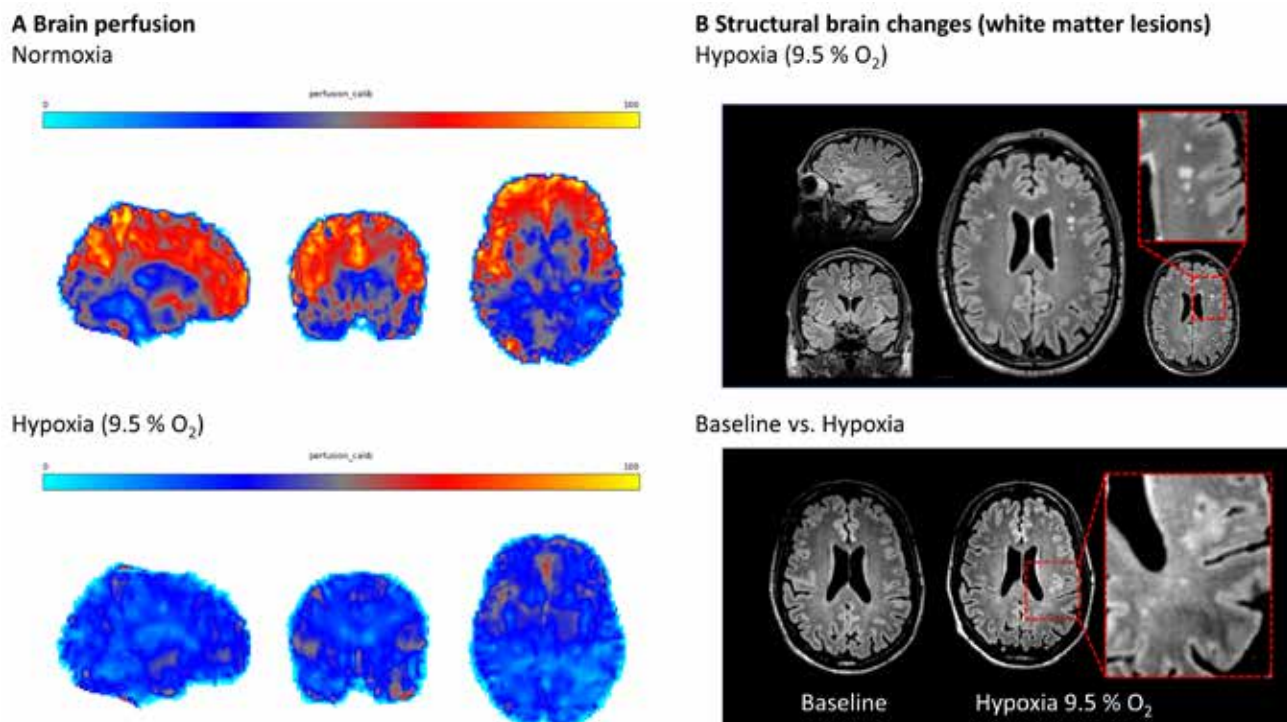 A Brain perfusion
Normoxia
perfusion_calib
0
100
Hypoxia (9.5 % O₂)
perfusion_calib
0
100
B Structural brain changes (white matter lesions)
Hypoxia (9.5 % O₂)
Baseline vs. Hypoxia
Baseline
Hypoxia 9.5 % O₂